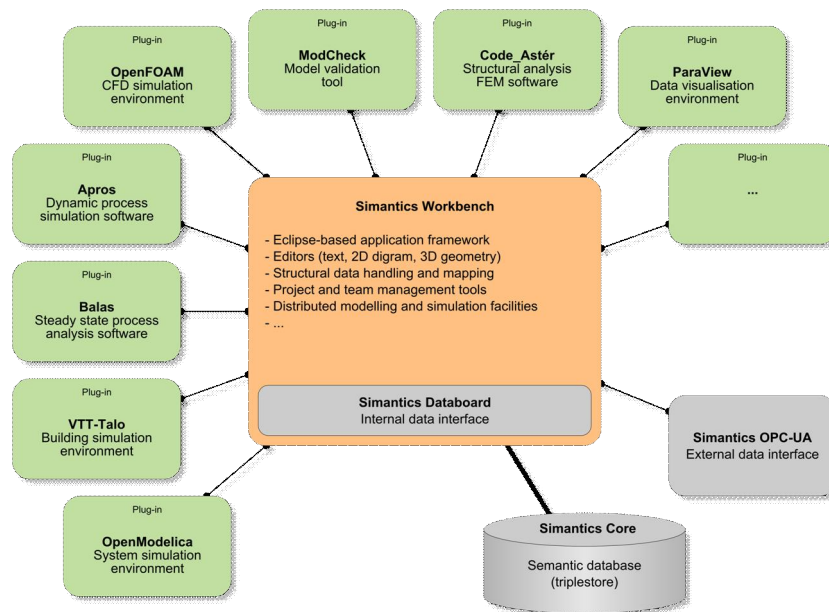 Plug-in
OpenFOAM
CFD simulation
environment
Plug-in
ModCheck
Model validation
tool
Plug-in
Code_Astér
Structural analysis
FEM software
Plug-in
ParaView
Data visualisation
environment
Plug-in
Apros
Dynamic process
simulation software
Plug-in
...
Simantics Workbench
- Eclipse-based application framework
- Editors (text, 2D digram, 3D geometry)
- Structural data handling and mapping
- Project and team management tools
- Distributed modelling and simulation facilities
- ...
Plug-in
Balas
Steady state process
analysis software
Plug-in
VTT-Talo
Building simulation
environment
Simantics Databoard
Internal data interface
Simantics OPC-UA
External data interface
Plug-in
OpenModelica
System simulation
environment
Simantics Core
Semantic database
(triplestore)